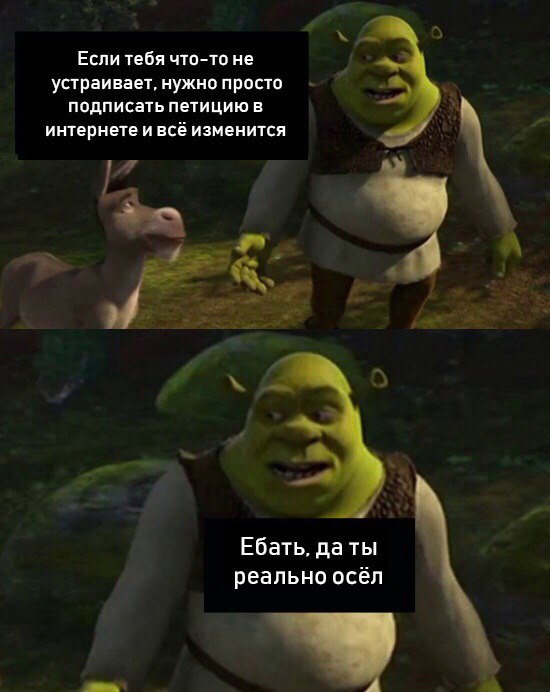 Если тебя что-то не
устраивает, нужно просто
подписать петицию в
интернете и всё изменится
Ебать, да ты
реально осёл